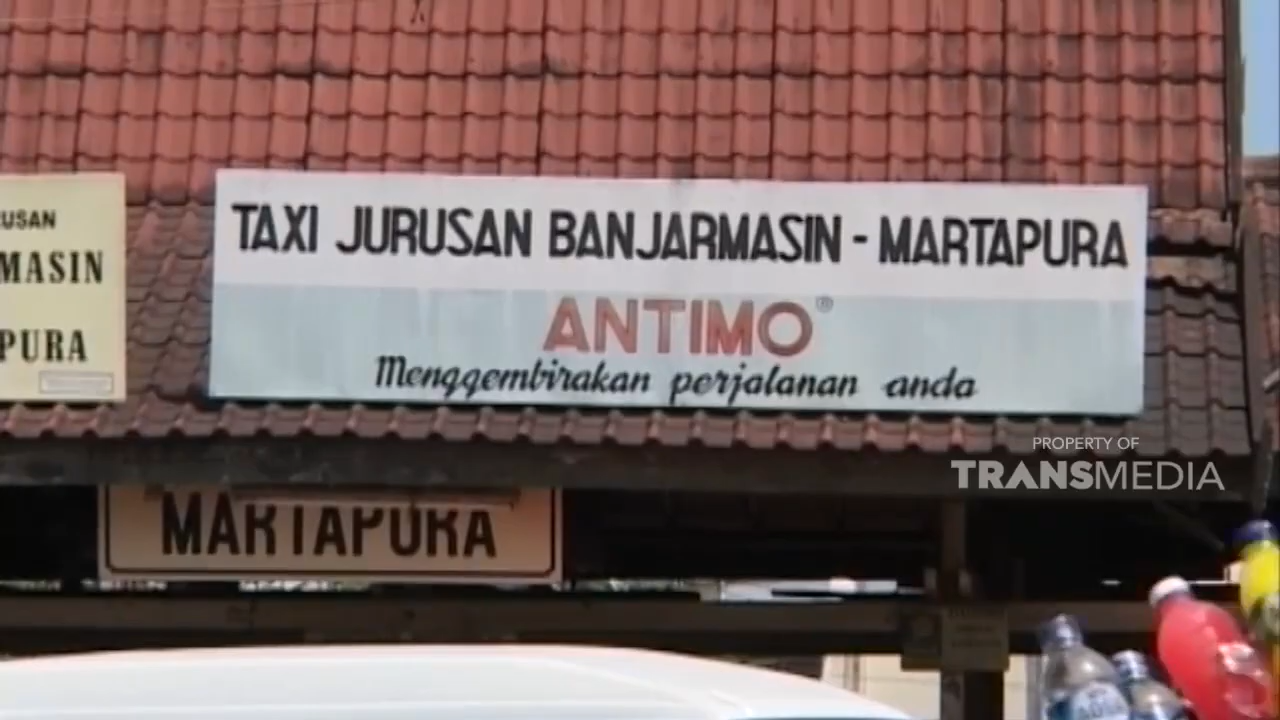 USAN
MASIN
PURA
TAXI JURUSAN BANJARMASIN - MARTAPURA
ANTIMO®
Menggembirakan perjalanan anda
PROPERTY OF
TRANSMEDIA
MARTAPURA